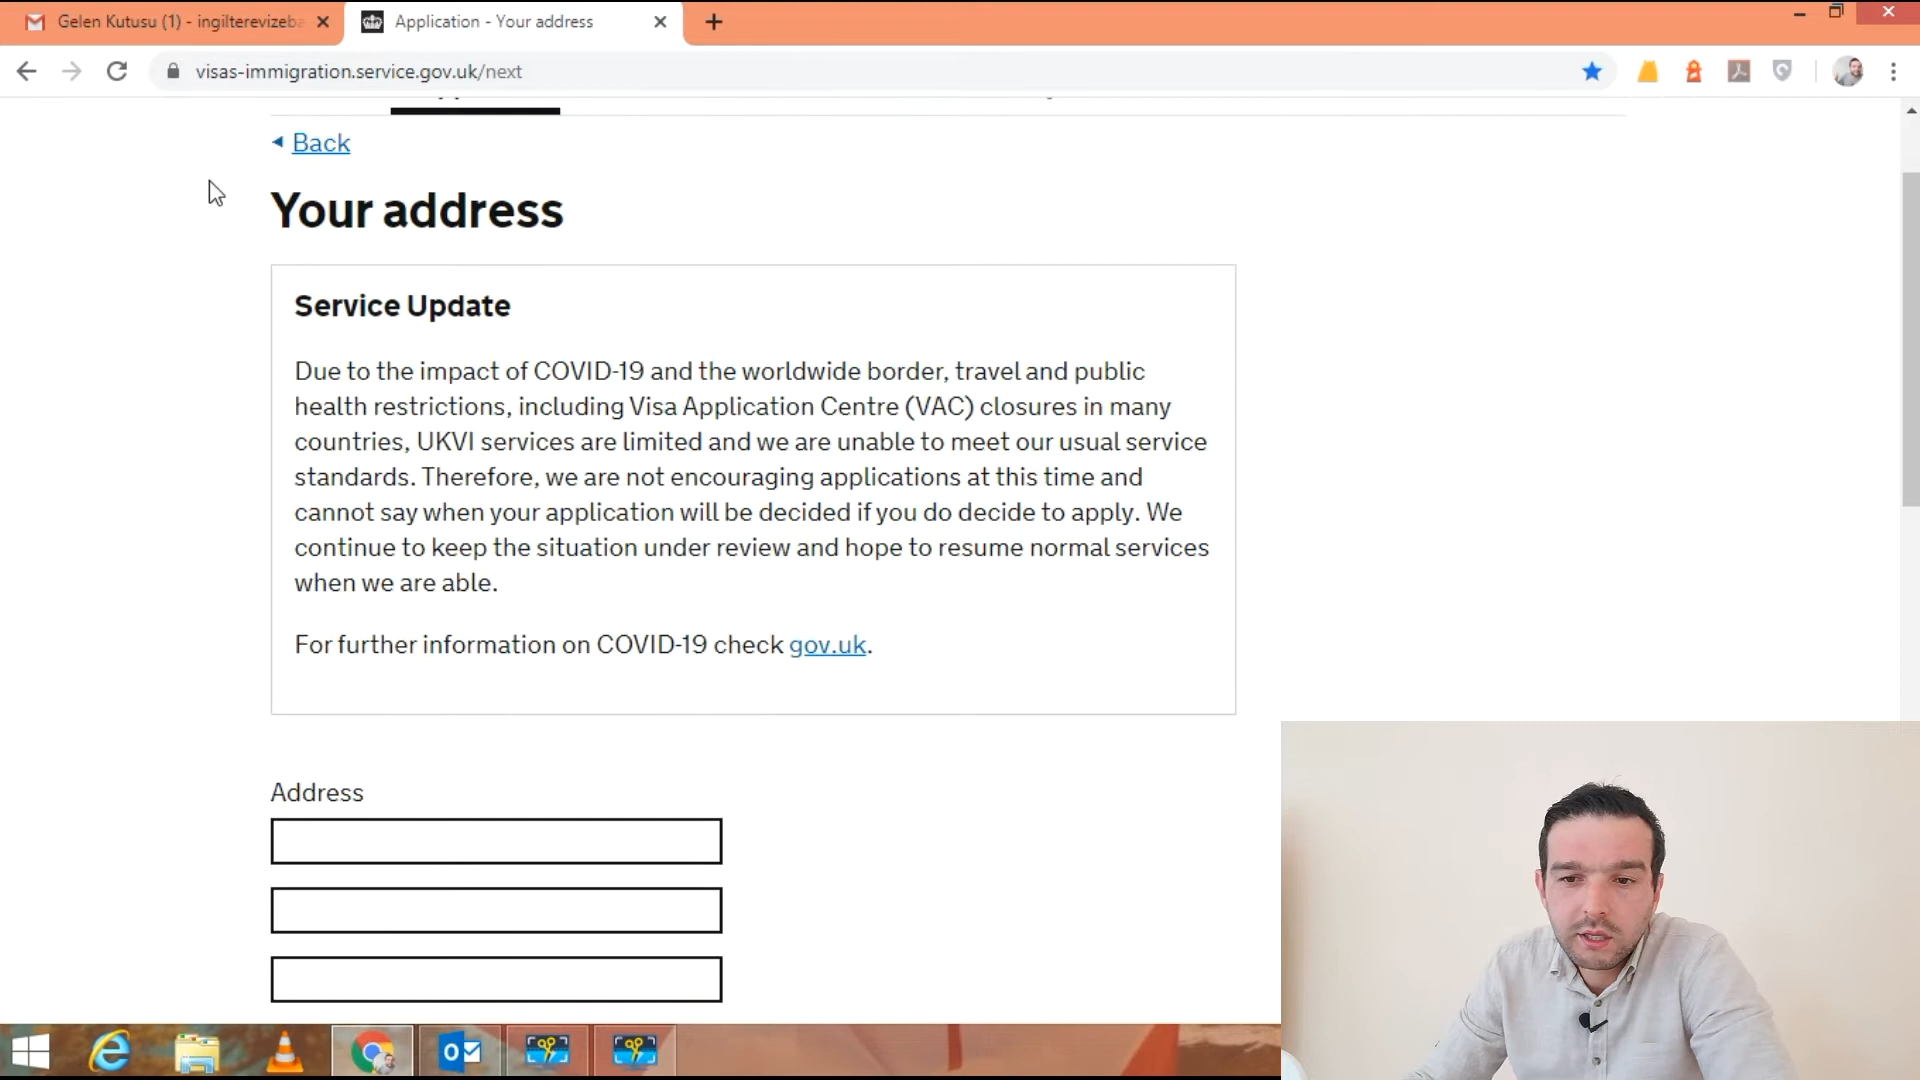 Gelen Kutusu (1) - ingilterevizeba
Application - Your address
visas-immigration.service.gov.uk/next
Back
Your address
Service Update
Due to the impact of COVID-19 and the worldwide border, travel and public
health restrictions, including Visa Application Centre (VAC) closures in many
countries, UKVI services are limited and we are unable to meet our usual service
standards. Therefore, we are not encouraging applications at this time and
cannot say when your application will be decided if you do decide to apply. We
continue to keep the situation under review and hope to resume normal services
when we are able.
For further information on COVID-19 check gov.uk.
Address